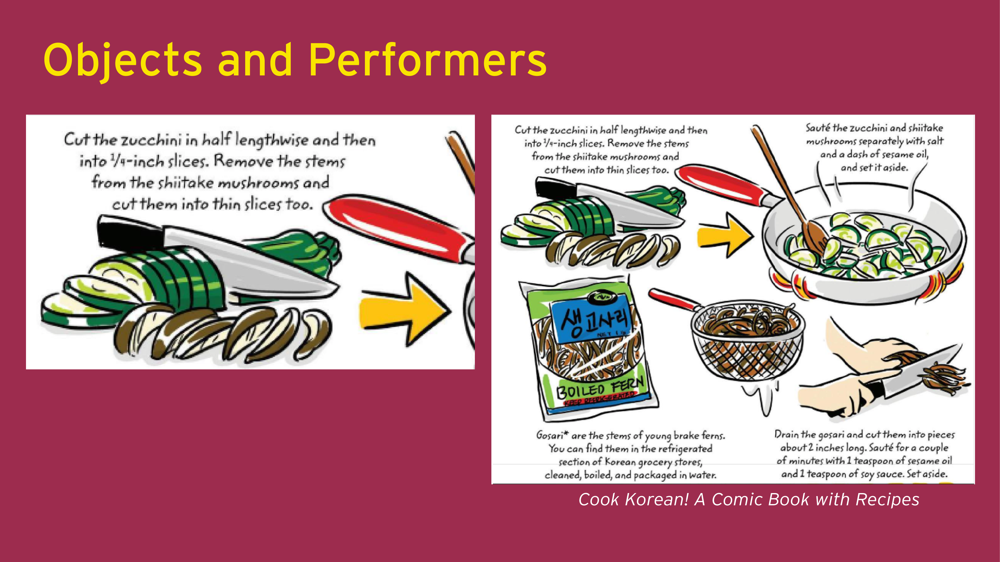 Objects and Performers
Cut the zucchini in half lengthwise and then
into 1/4-inch slices. Remove the stems
from the shiitake mushrooms and
cut them into thin slices too.
Cut the zucchini in half lengthwise and then
into 1/4-inch slices. Remove the stems
from the shiitake mushrooms and
cut them into thin slices too.
Sauté the zucchini and shiitake
mushrooms separately with salt
and a dash of sesame oil,
and set it aside.
생고사리
NET 1 lb
BOILED FERN
KEEP REFRIGERATED
Gosari* are the stems of young brake ferns.
You can find them in the refrigerated
section of Korean grocery stores,
cleaned, boiled, and packaged in water.
Drain the gosari and cut them into pieces
about 2 inches long. Sauté for a couple
of minutes with 1 teaspoon of sesame oil
and 1 teaspoon of soy sauce. Set aside.
Cook Korean! A Comic Book with Recipes